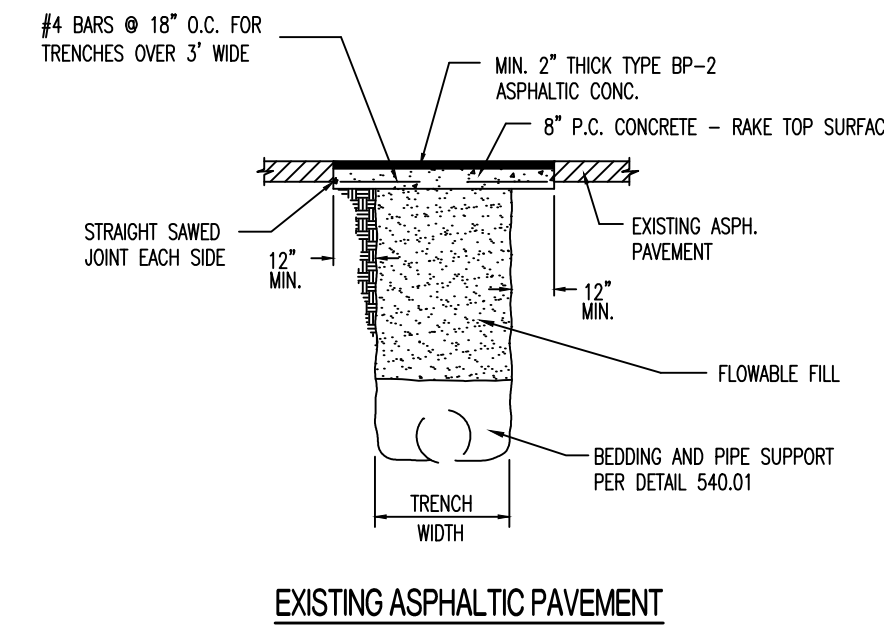 #4 BARS @ 18" O.C. FOR
TRENCHES OVER 3' WIDE
MIN. 2" THICK TYPE BP-2
ASPHALTIC CONC.
8" P.C. CONCRETE - RAKE TOP SURFAC
STRAIGHT SAWED
JOINT EACH SIDE
12"
MIN.
EXISTING ASPH.
PAVEMENT
12"
MIN.
FLOWABLE FILL
BEDDING AND PIPE SUPPORT
PER DETAIL 540.01
TRENCH
WIDTH
EXISTING ASPHALTIC PAVEMENT